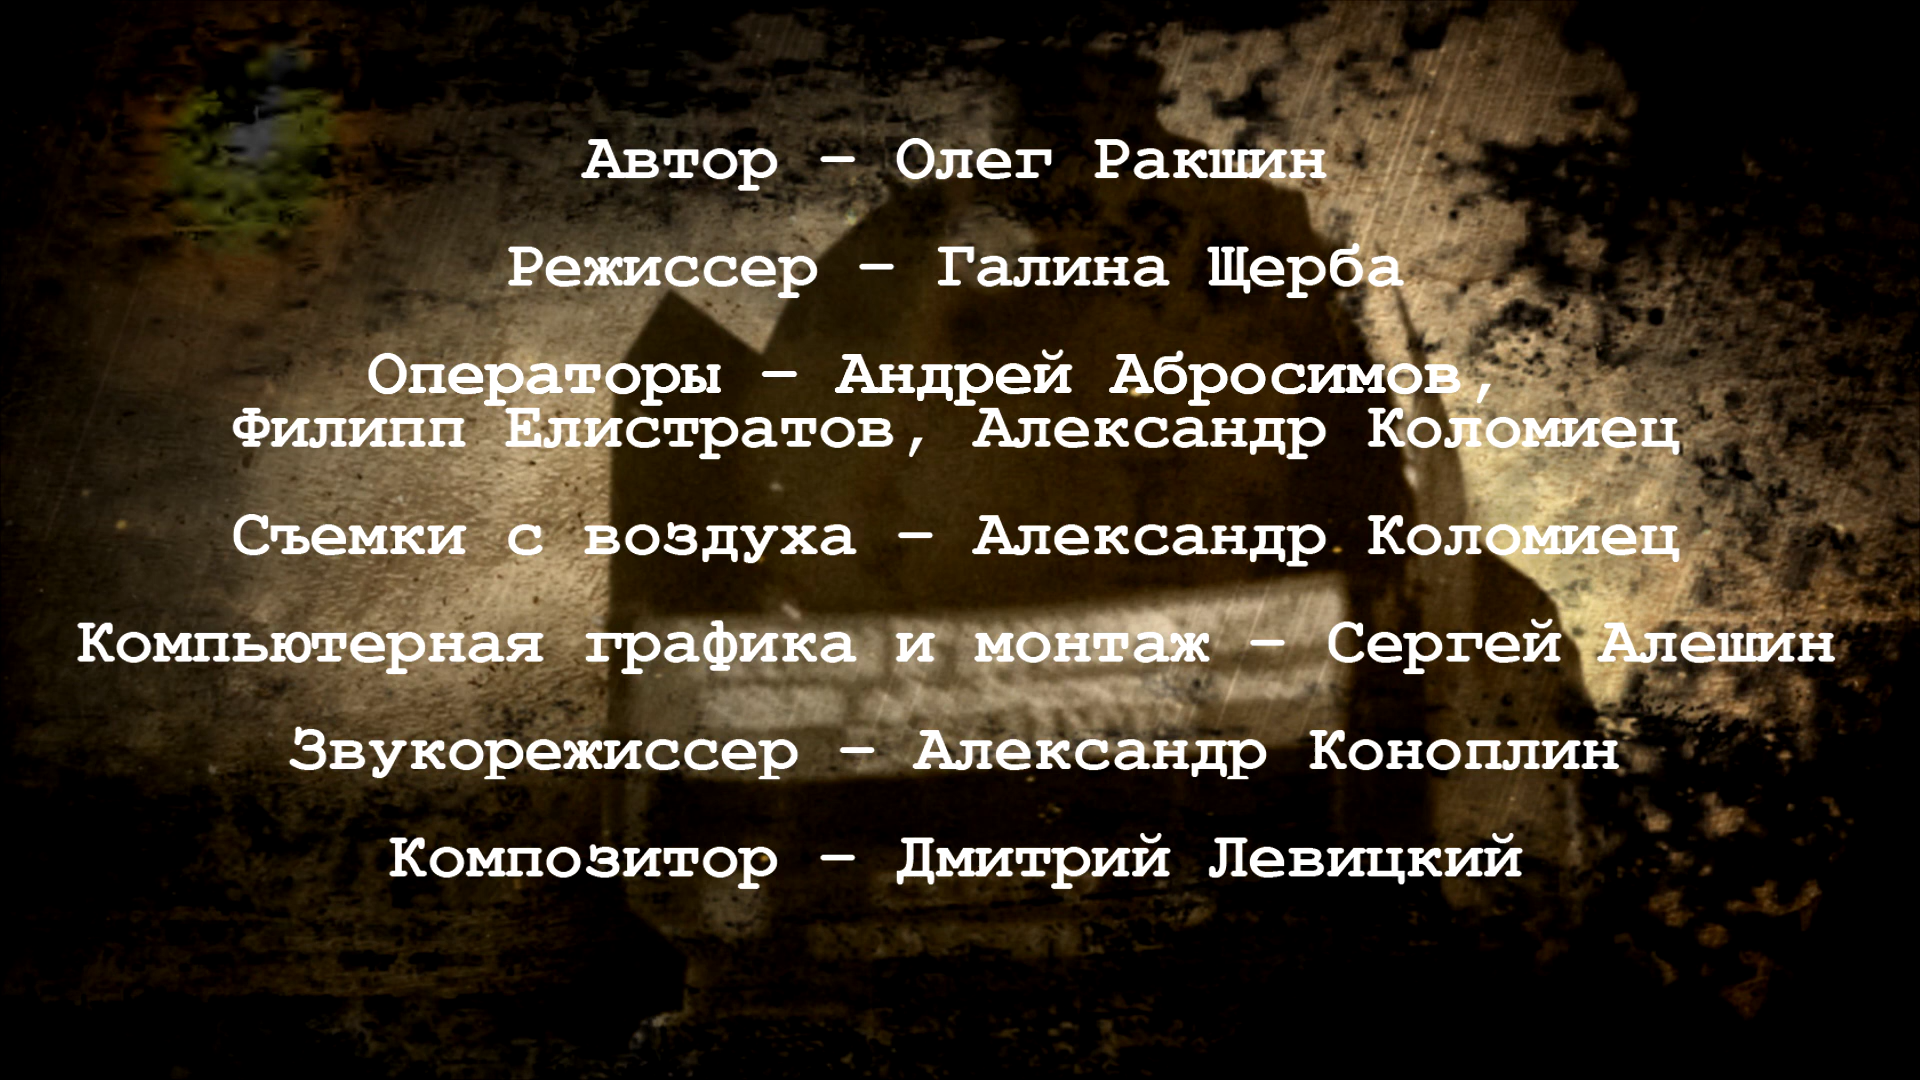 Автор – Олег Ракшин
Режиссер – Галина Щерба
Операторы – Андрей Абросимов,
Филипп Елистратов, Александр Коломиец
Съемки с воздуха – Александр Коломиец
Компьютерная графика и монтаж – Сергей Алешин
Звукорежиссер – Александр Коноплин
Композитор – Дмитрий Левицкий